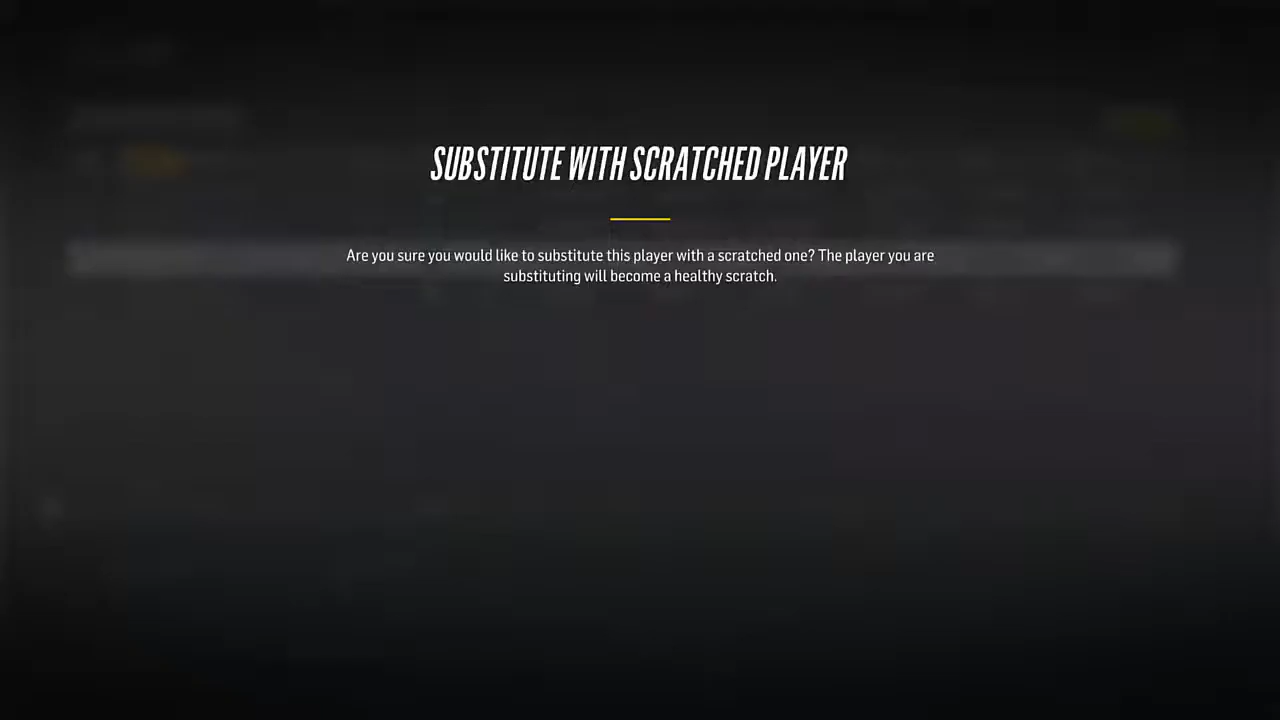 SUBSTITUTE WITH SCRATCHED PLAYER
Are you sure you would like to substitute this player with a scratched one? The player you are
substituting will become a healthy scratch.